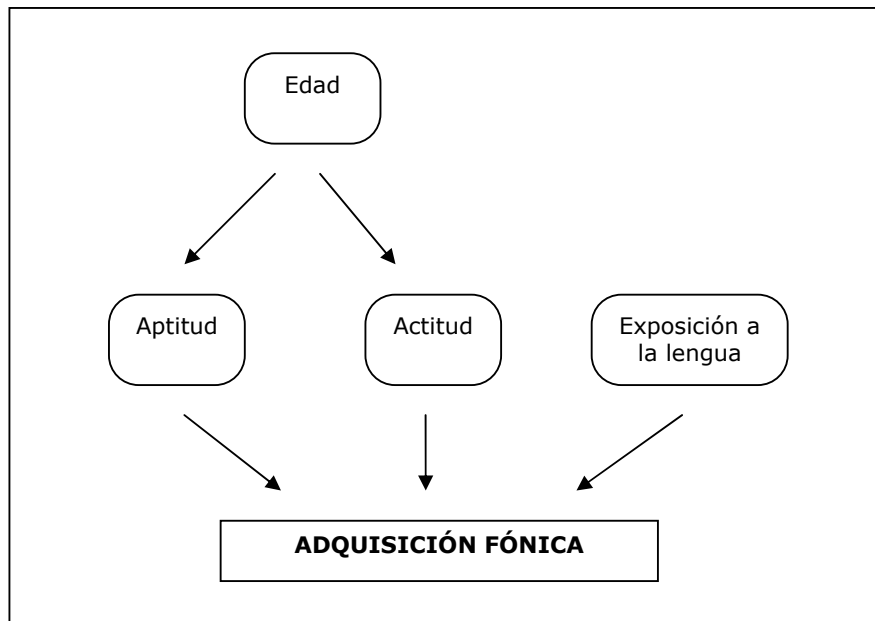 Edad
Aptitud
Actitud
Exposición a
la lengua
ADQUISICIÓN FÓNICA